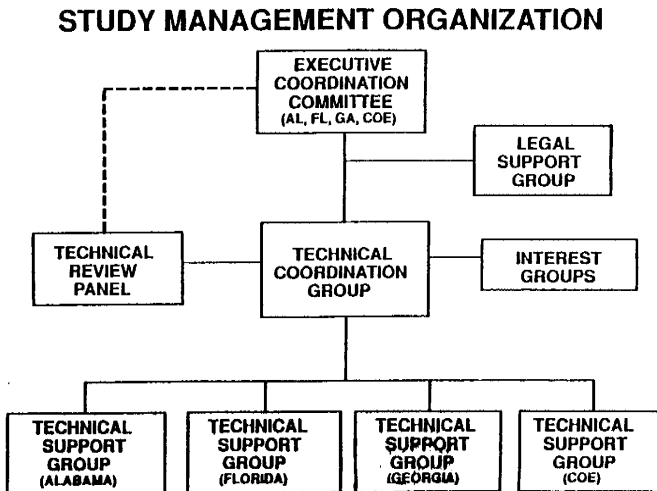 STUDY MANAGEMENT ORGANIZATION
EXECUTIVE
COORDINATION
COMMITTEE
(AL, FL, GA, COE)
LEGAL
SUPPORT
GROUP
TECHNICAL
REVIEW
PANEL
TECHNICAL
COORDINATION
GROUP
INTEREST
GROUPS
TECHNICAL
SUPPORT
GROUP
(ALABAMA)
TECHNICAL
SUPPORT
GROUP
(FLORIDA)
TECHNICAL
SUPPORT
GROUP
(GEORGIA)
TECHNICAL
SUPPORT
GROUP
(COE)